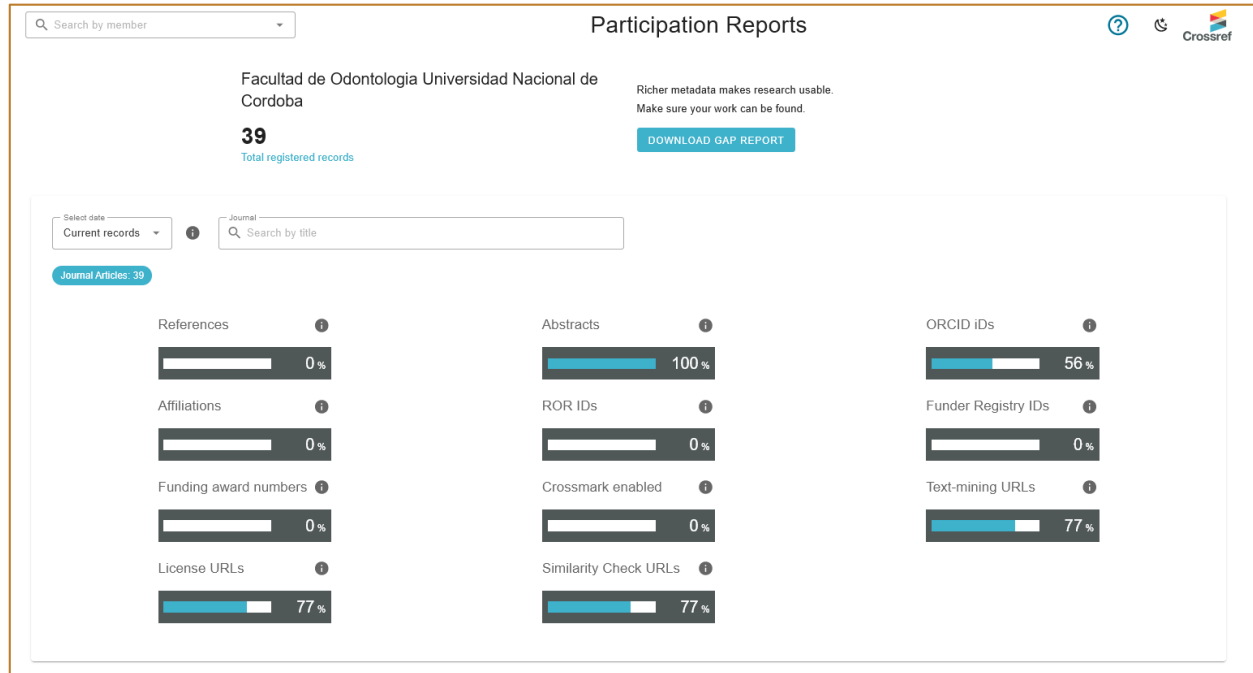 Search by member
Participation Reports
?
Crossref
Facultad de Odontologia Universidad Nacional de
Cordoba
39
Total registered records
Richer metadata makes research usable.
Make sure your work can be found.
DOWNLOAD GAP REPORT
Select date
Current records
i
Journal
Search by title
Journal Articles: 39
References i
0 %
Abstracts i
100 %
ORCID iDs i
56 %
Affiliations i
0 %
ROR IDs i
0 %
Funder Registry IDs i
0 %
Funding award numbers i
0 %
Crossmark enabled i
0 %
Text-mining URLs i
77 %
License URLs i
77 %
Similarity Check URLs i
77 %